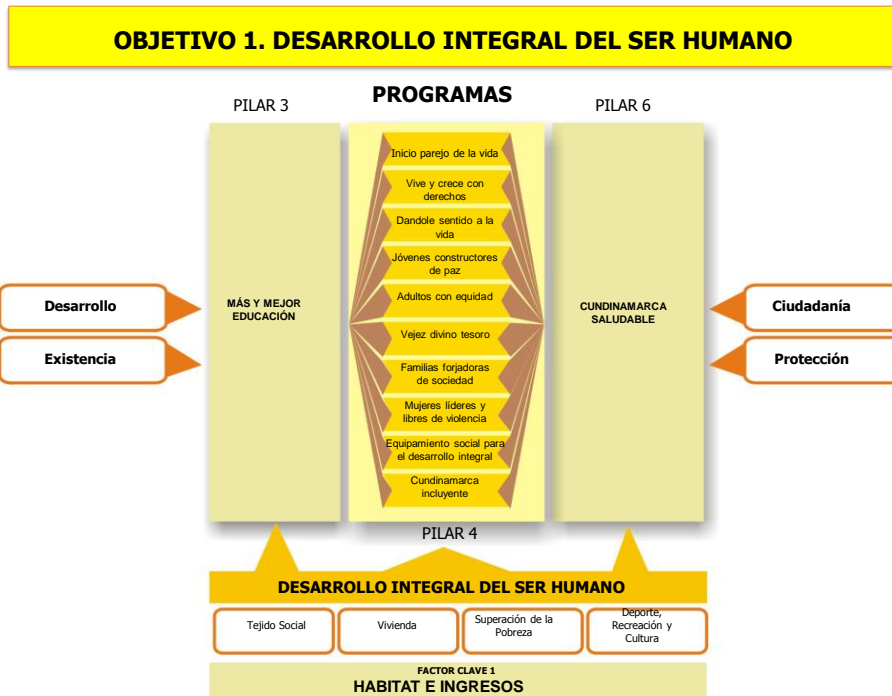 OBJETIVO 1. DESARROLLO INTEGRAL DEL SER HUMANO
PILAR 3
PROGRAMAS
PILAR 6
Inicio parejo de la vida
Vive y crece con
derechos
Dandole sentido a la
vida
Jóvenes constructores
de paz
Adultos con equidad
Vejez divino tesoro
Familias forjadoras
de sociedad
Mujeres líderes y
libres de violencia
Equipamiento social para
el desarrollo integral
Cundinamarca
incluyente
MÁS Y MEJOR
EDUCACIÓN
CUNDINAMARCA
SALUDABLE
Desarrollo
Existencia
Ciudadanía
Protección
PILAR 4
DESARROLLO INTEGRAL DEL SER HUMANO
Tejido Social
Vivienda
Superación de la
Pobreza
Deporte,
Recreación y
Cultura
FACTOR CLAVE 1
HABITAT E INGRESOS